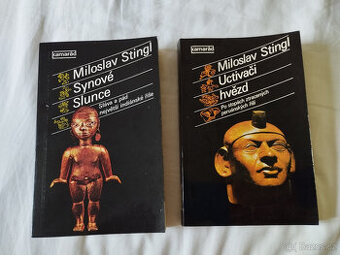 kamarád
Miloslav Stingl
Synové
Slunce
Sláva a pád
největší indiánské říše
kamarád
Miloslav Stingl
Uctívači
hvězd
Po stopách ztracených
peruánských říší